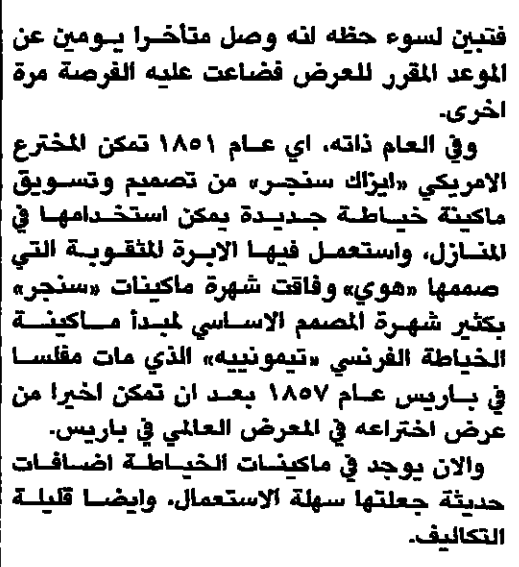 فتبين لسوء حظه انه وصل متأخرا يومين عن
الموعد المقرر للعرض فضاعت عليه الفرصة مرة
اخرى.
وفي العام ذاته، اي عام ١٨٥١ تمكن المخترع
الامريكي «ايزاك سنجر» من تصميم وتسويق
ماكينة خياطة جديدة يمكن استخدامها في
المنازل، واستعمل فيها الابرة المثقوبة التي
صممها «هوي» وفاقت شهرة ماكينات «سنجر»
بكثير شهرة المصمم الاساسي لمبدأ ماكينة
الخياطة الفرنسي «تيمونييه» الذي مات مفلسا
في باريس عام ١٨٥٧ بعد ان تمكن اخيرا من
عرض اختراعه في المعرض العالمي في باريس.
والان يوجد في ماكينات الخياطة اضافات
حديثة جعلتها سهلة الاستعمال، وايضا قليلة
التكاليف.